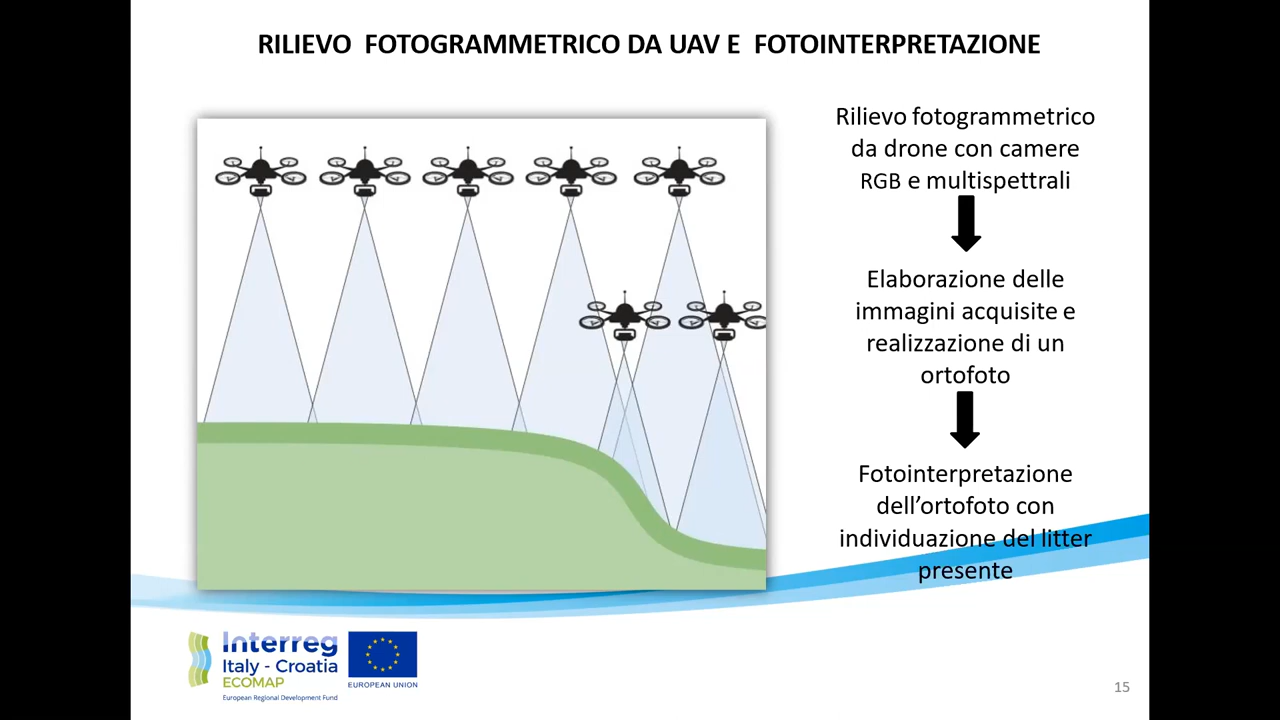 RILIEVO FOTOGRAMMETRICO DA UAV E FOTOINTERPRETAZIONE
Rilievo fotogrammetrico
da drone con camere
RGB e multispettrali
Elaborazione delle
immagini acquisite e
realizzazione di un
ortofoto
Fotointerpretazione
dell’ortofoto con
individuazione del litter
presente
Interreg
Italy - Croatia
ECOMAP
European Regional Development Fund
EUROPEAN UNION
15